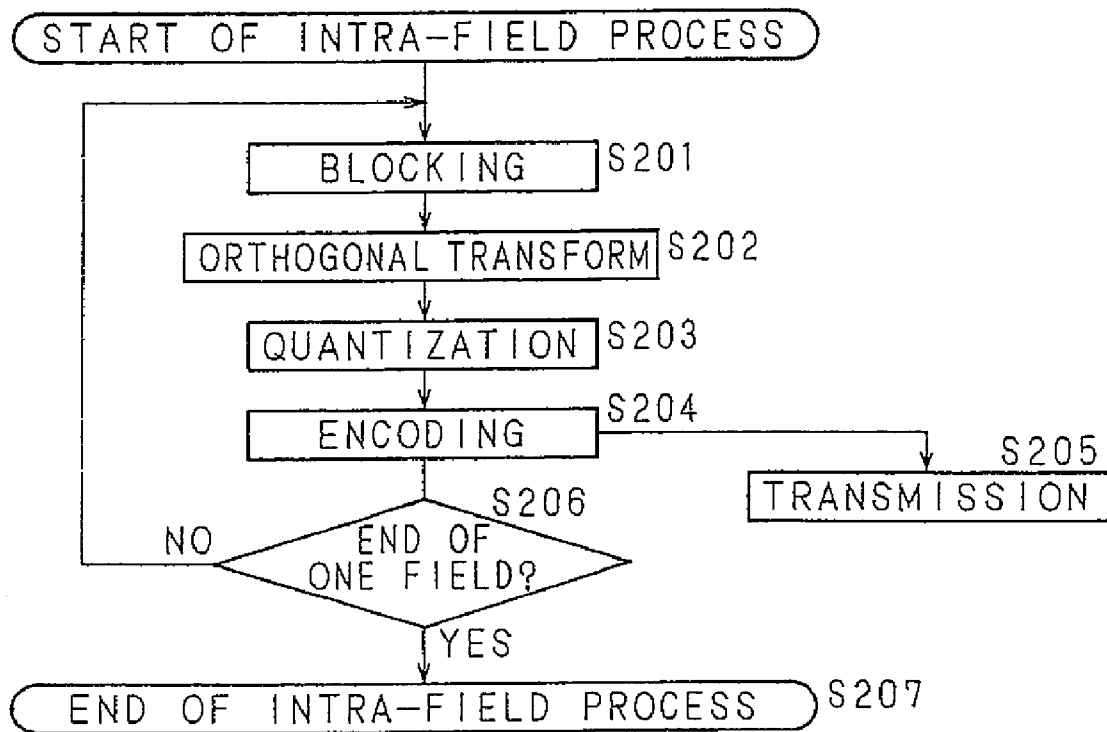 START OF INTRA-FIELD PROCESS
BLOCKING S201
ORTHOGONAL TRANSFORM S202
QUANTIZATION S203
ENCODING S204
S205
TRANSMISSION
S206
NO
END OF
ONE FIELD?
YES
END OF INTRA-FIELD PROCESS S207